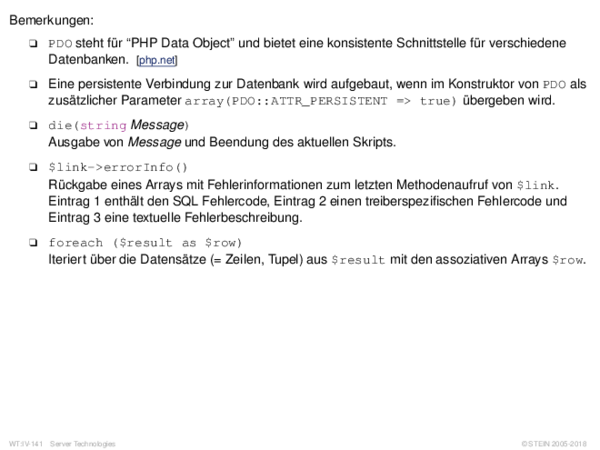 Bemerkungen:
❑ PDO steht für “PHP Data Object” und bietet eine konsistente Schnittstelle für verschiedene
Datenbanken. [php.net]
❑ Eine persistente Verbindung zur Datenbank wird aufgebaut, wenn im Konstruktor von PDO als
zusätzlicher Parameter array(PDO::ATTR_PERSISTENT => true) übergeben wird.
❑ die(string Message)
Ausgabe von Message und Beendung des aktuellen Skripts.
❑ $link->errorInfo()
Rückgabe eines Arrays mit Fehlerinformationen zum letzten Methodenaufruf von $link.
Eintrag 1 enthält den SQL Fehlercode, Eintrag 2 einen treiberspezifischen Fehlercode und
Eintrag 3 eine textuelle Fehlerbeschreibung.
❑ foreach ($result as $row)
Iteriert über die Datensätze (= Zeilen, Tupel) aus $result mit den assoziativen Arrays $row.
WT:IV-141 Server Technologies © STEIN 2005-2018